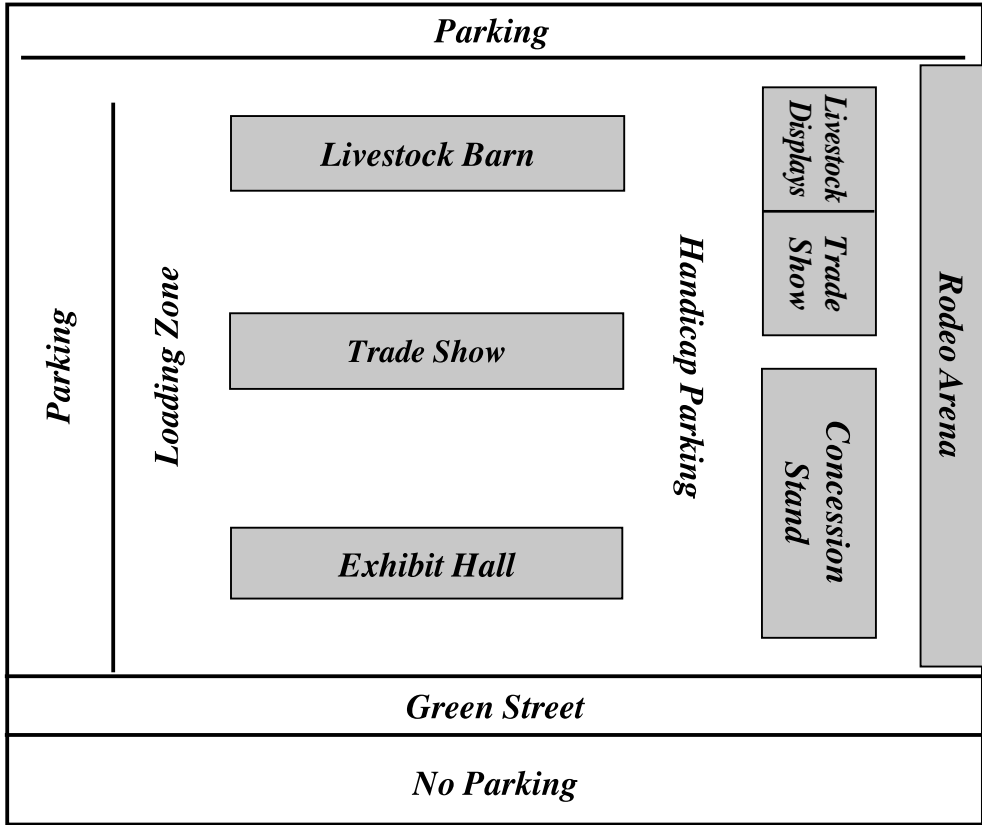 Parking
Livestock Barn
Livestock
Displays
Trade
Show
Handicap Parking
Rodeo Arena
Loading Zone
Parking
Trade Show
Concession
Stand
Exhibit Hall
Green Street
No Parking